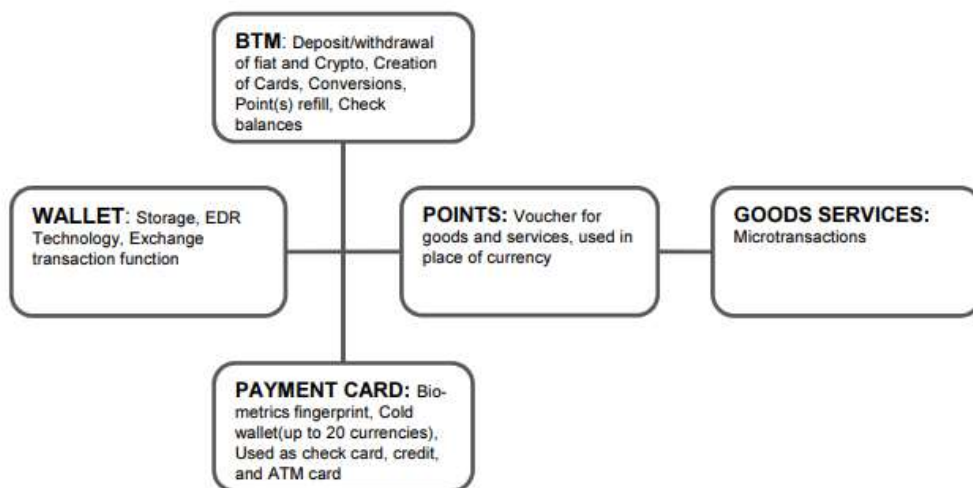 BTM: Deposit/withdrawal
of fiat and Crypto, Creation
of Cards, Conversions,
Point(s) refill, Check
balances
WALLET: Storage, EDR
Technology, Exchange
transaction function
POINTS: Voucher for
goods and services, used in
place of currency
GOODS SERVICES:
Microtransactions
PAYMENT CARD: Bio-
metrics fingerprint, Cold
wallet(up to 20 currencies),
Used as check card, credit,
and ATM card